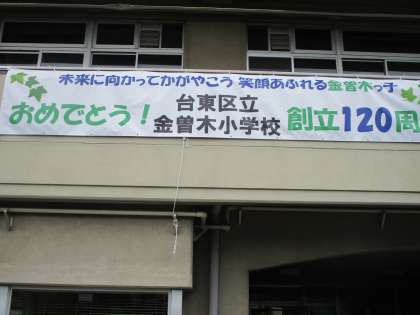 未来に向かってかがやこう 笑顔あふれる金曽木っ子
おめでとう！
台東区立
金曽木小学校
創立120周